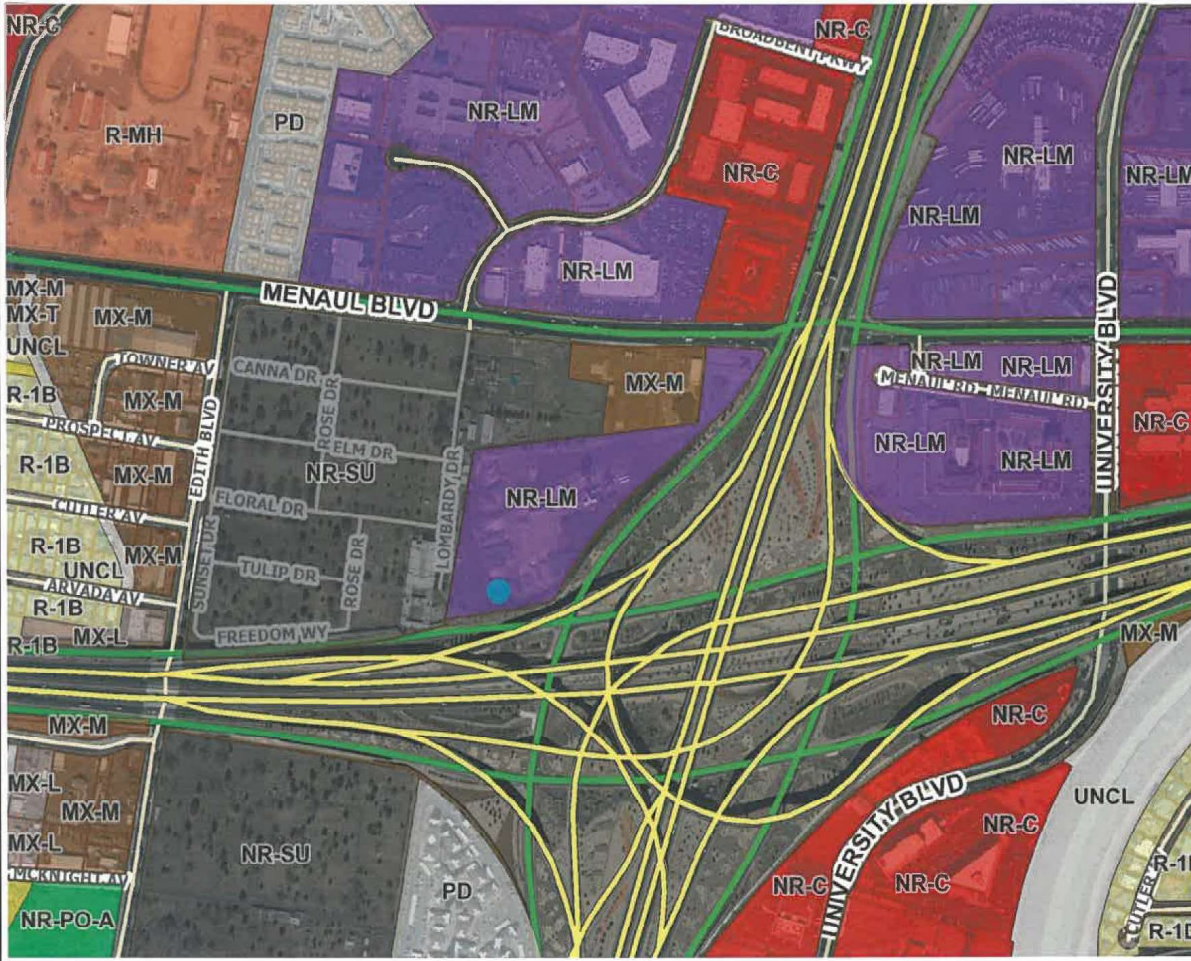 NR-C
NR-C
BROADBENT PKWY
R-MH
PD
NR-LM
NR-LM
NR-LM
NR-C
NR-LM
NR-LM
MENAUL BLVD
UNIVERSITY BLVD
MX-M
MX-T
MX-M
UNCL
TOWNER AV
CANNA DR
ROSE DR
MX-M
NR-LM
NR-LM
MENAUL RD - MENAUL RD
R-1B
MX-M
NR-C
PROSPECT AV
EDITH BLVD
ELM DR
NR-LM
R-1B
MX-M
NR-SU
LOMBARDY DR
NR-LM
NR-LM
CUTLER AV
FLORAL DR
R-1B
MX-M
UNCL
SUNSET DR
TULIP DR
ROSE DR
ARVADA AV
R-1B
MX-L
FREEDOM WY
R-1B
MX-M
MX-M
NR-C
MX-L
MX-M
UNIVERSITY BLVD
UNCL
MX-L
NR-SU
NR-C
MCKNIGHT AV
PD
NR-C
NR-C
NR-PO-A
CUTLER AV